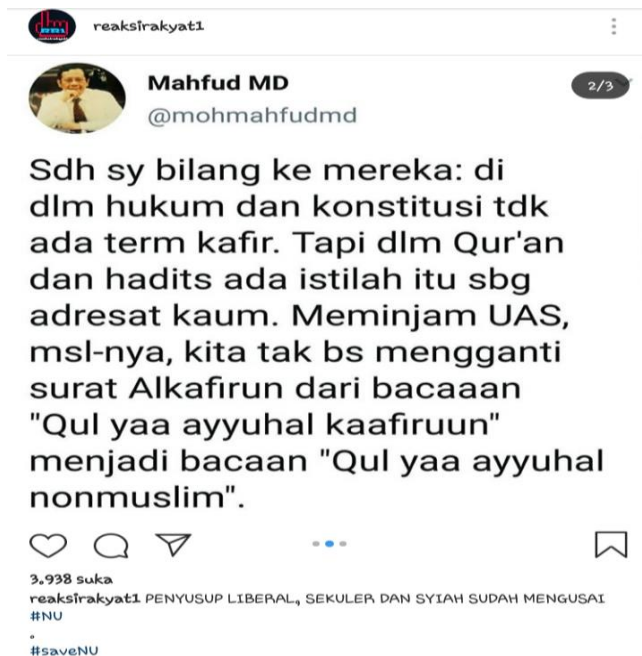 reaksirakyat1
Mahfud MD
2/3
@mohmahfudmd
Sdh sy bilang ke mereka: di
dlm hukum dan konstitusi tdk
ada term kafir. Tapi dlm Qur'an
dan hadits ada istilah itu sbg
adresat kaum. Meminjam UAS,
msl-nya, kita tak bs mengganti
surat Alkafirun dari bacaaan
"Qul yaa ayyuhal kaafiruun"
menjadi bacaan "Qul yaa ayyuhal
nonmuslim".
3.938 suka
reaksirakyat1 PENYUSUP LIBERAL, SEKULER DAN SYIAH SUDAH MENGUSAI
#NU
.
#saveNU